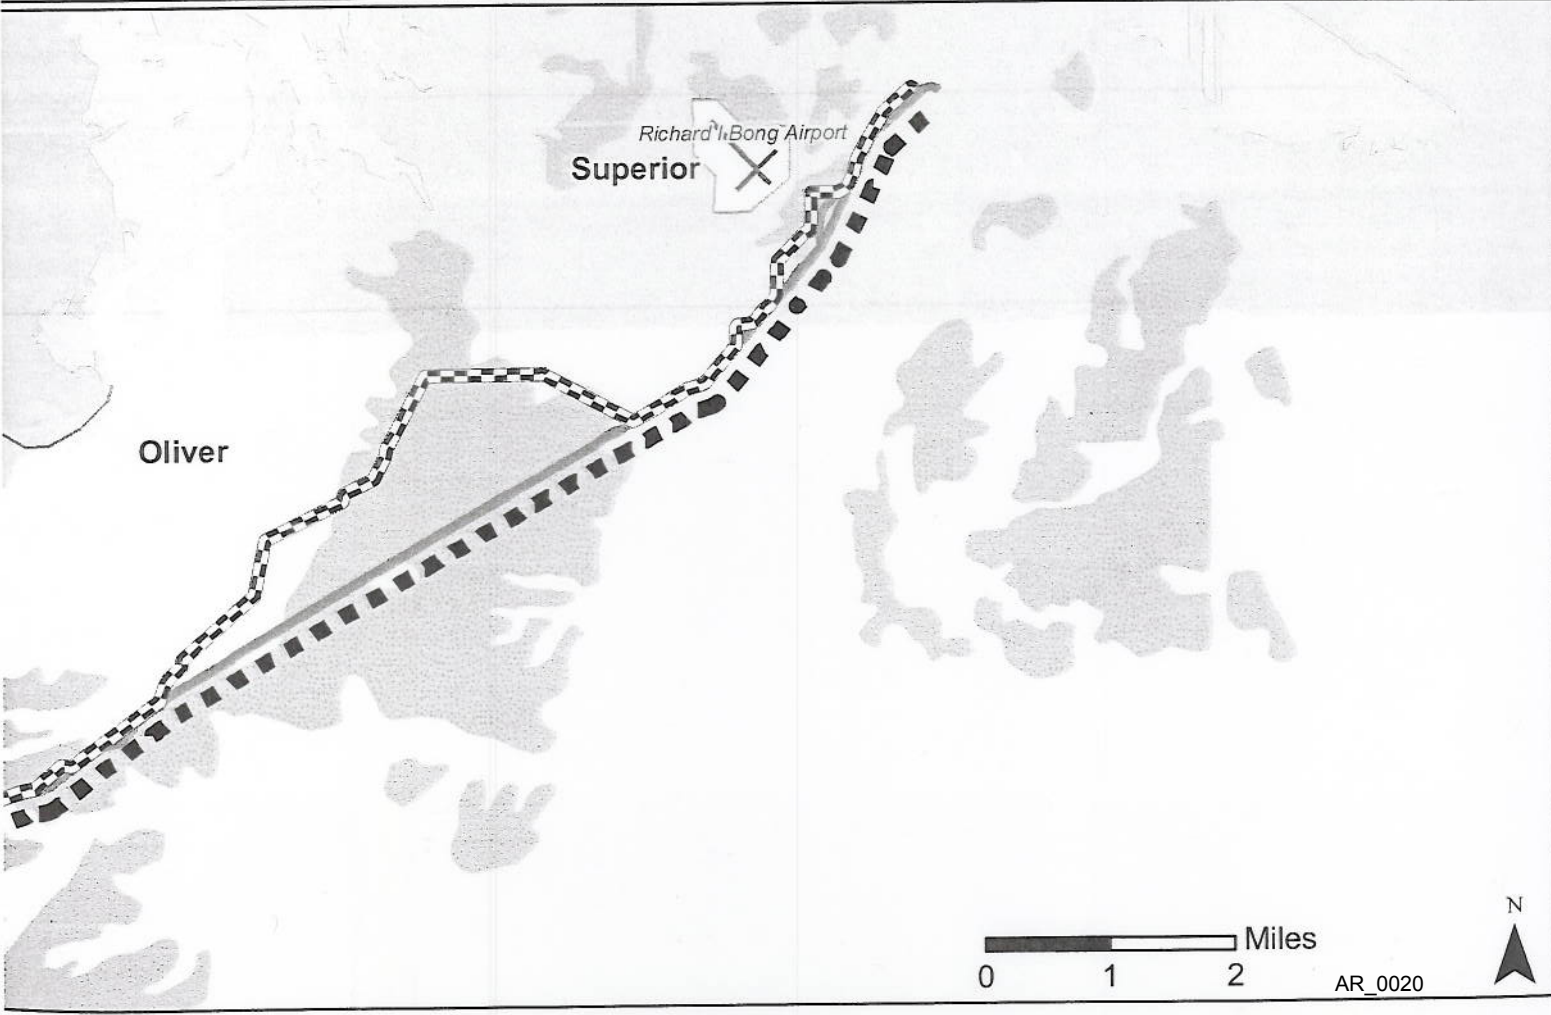 Richard I. Bong Airport
Superior
Oliver
N
Miles
0 1 2
AR_0020